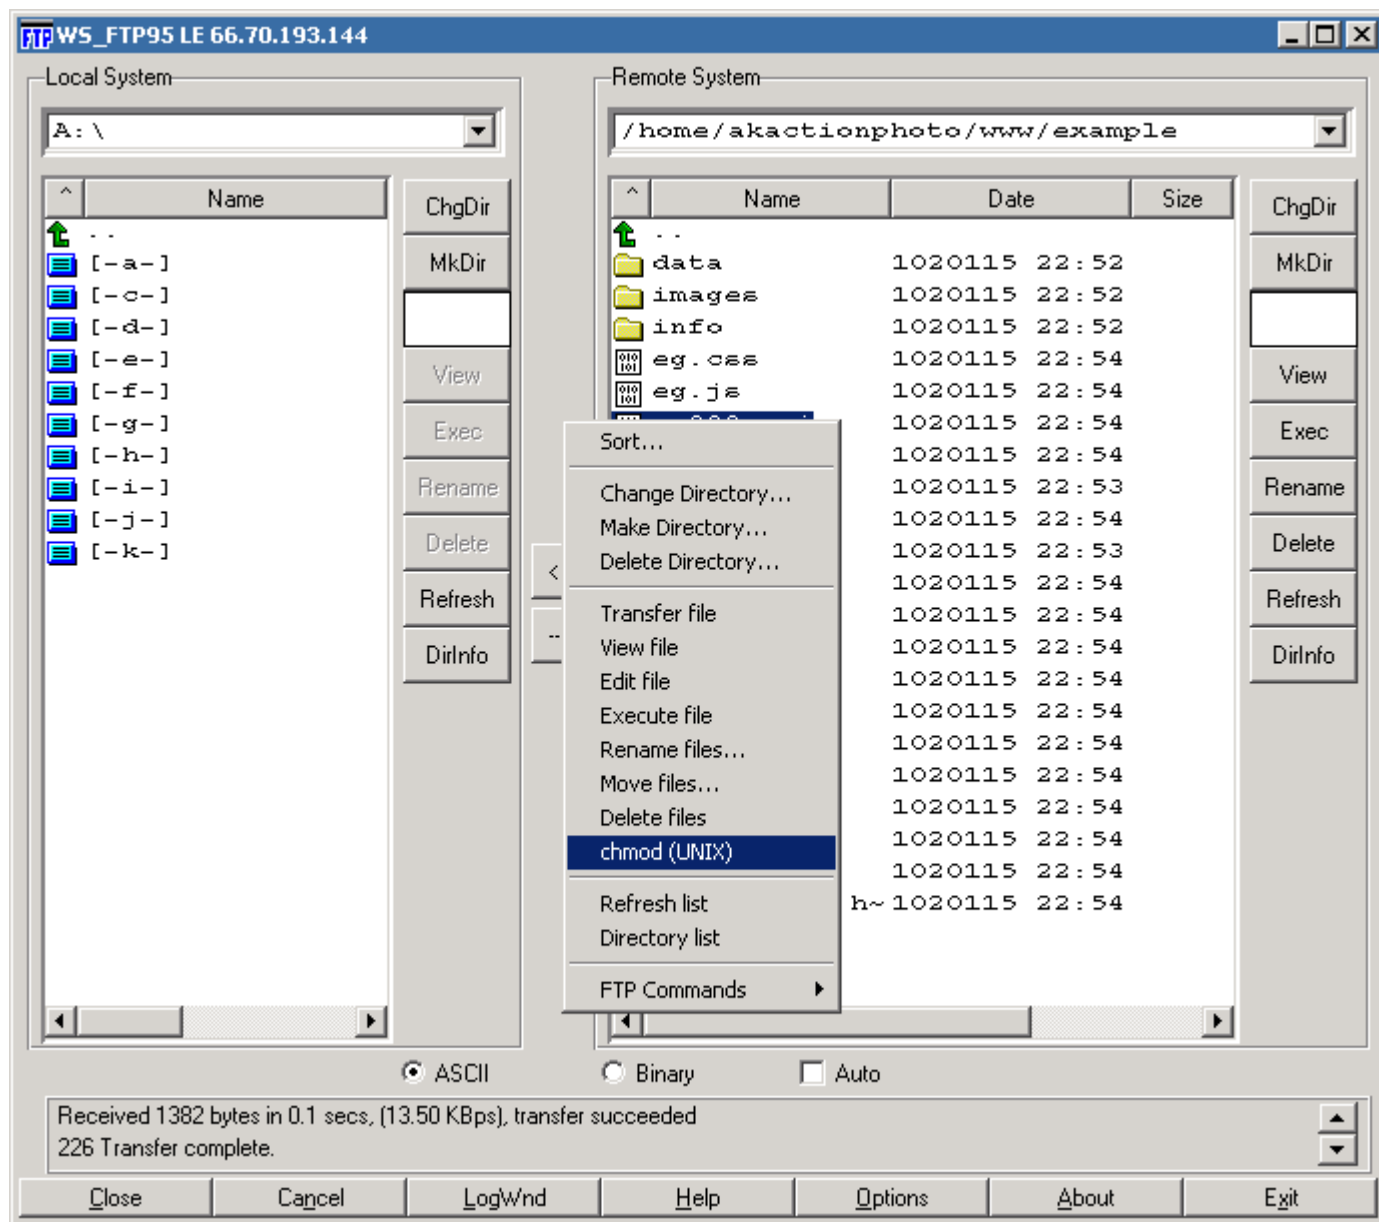 WS_FTP95 LE 66.70.193.144
Local System
A:\
^ Name
..
[-a-]
[-c-]
[-d-]
[-e-]
[-f-]
[-g-]
[-h-]
[-i-]
[-j-]
[-k-]
ChgDir
MkDir
View
Exec
Rename
Delete
Refresh
DirInfo
<
--
Remote System
/home/akactionphoto/www/example
^ Name Date Size
..
data 1020115 22:52
images 1020115 22:52
info 1020115 22:52
eg.css 1020115 22:54
eg.js 1020115 22:54
1020115 22:54
1020115 22:54
1020115 22:53
1020115 22:54
1020115 22:53
1020115 22:54
1020115 22:54
1020115 22:54
1020115 22:54
1020115 22:54
1020115 22:54
1020115 22:54
1020115 22:54
1020115 22:54
1020115 22:54
h~ 1020115 22:54
Sort...
Change Directory...
Make Directory...
Delete Directory...
Transfer file
View file
Edit file
Execute file
Rename files...
Move files...
Delete files
chmod (UNIX)
Refresh list
Directory list
FTP Commands
ChgDir
MkDir
View
Exec
Rename
Delete
Refresh
DirInfo
ASCII Binary Auto
Received 1382 bytes in 0.1 secs, (13.50 KBps), transfer succeeded
226 Transfer complete.
Close Cancel LogWnd Help Options About Exit